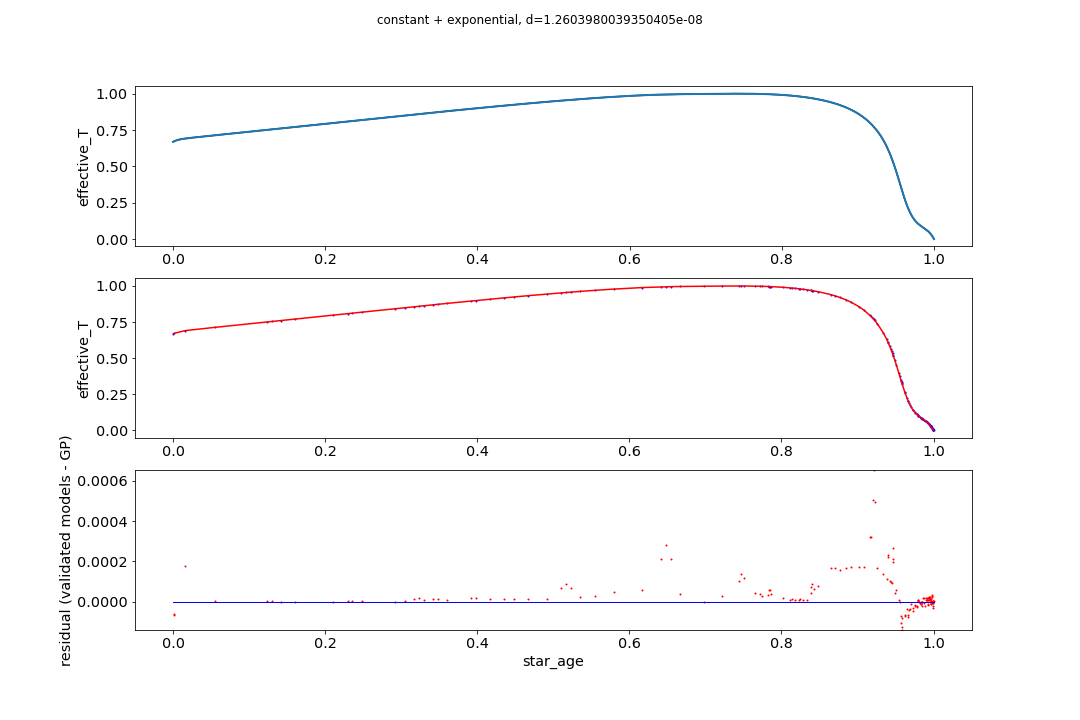 constant + exponential, d=1.2603980039350405e-08
effective_T
1.00
0.75
0.50
0.25
0.00
0.0 0.2 0.4 0.6 0.8 1.0
effective_T
1.00
0.75
0.50
0.25
0.00
0.0 0.2 0.4 0.6 0.8 1.0
residual (validated models - GP)
0.0006
0.0004
0.0002
0.0000
0.0 0.2 0.4 0.6 0.8 1.0
star_age